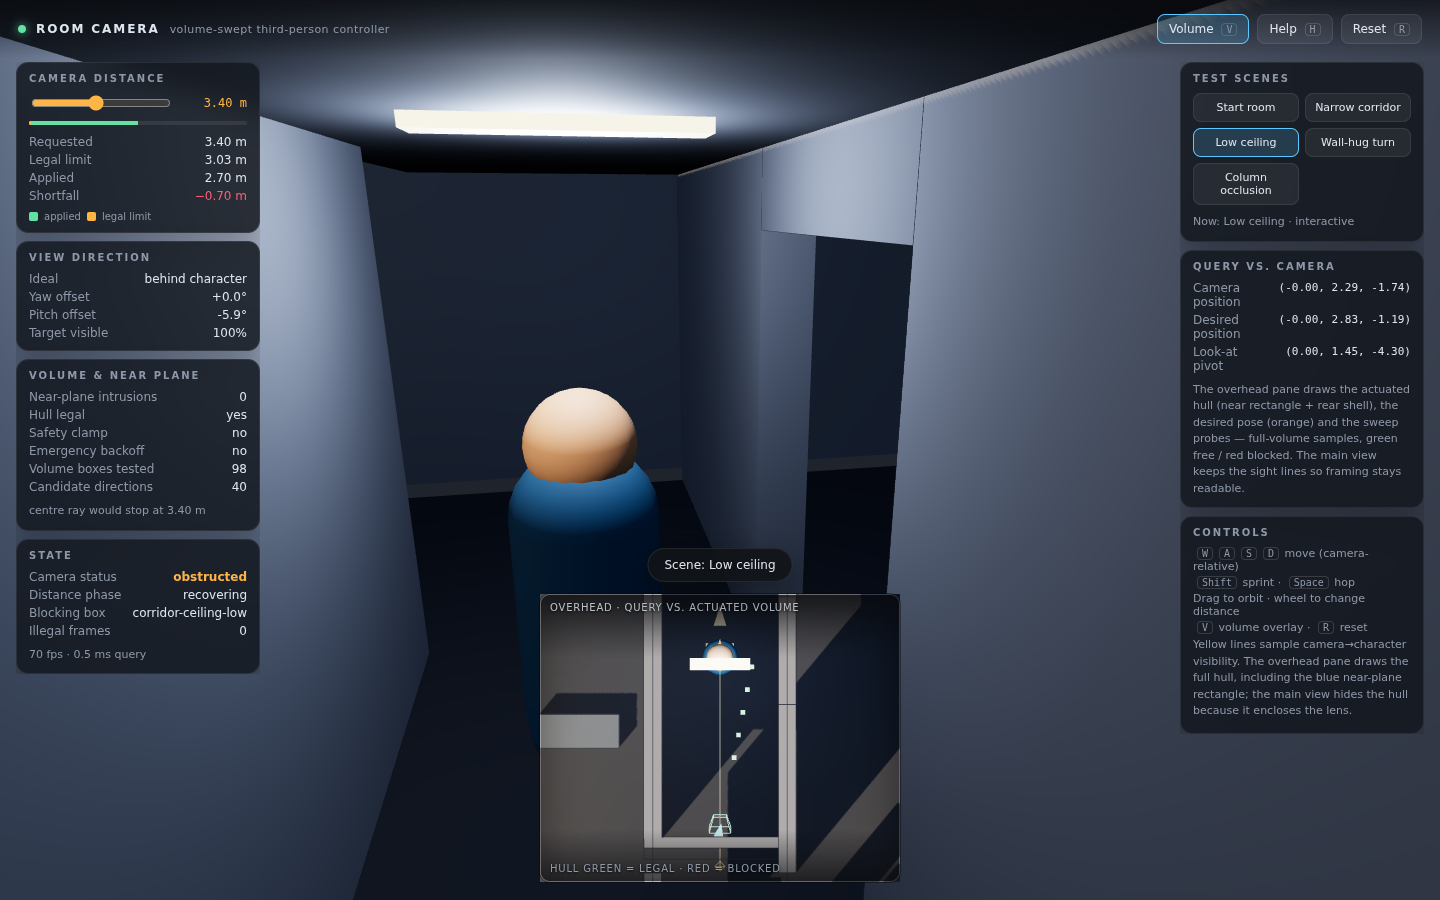 ROOM CAMERA volume-swept third-person controller
Volume V Help H Reset R
CAMERA DISTANCE
3.40 m
Requested 3.40 m
Legal limit 3.03 m
Applied 2.70 m
Shortfall −0.70 m
applied legal limit
VIEW DIRECTION
Ideal behind character
Yaw offset +0.0°
Pitch offset -5.9°
Target visible 100%
VOLUME & NEAR PLANE
Near-plane intrusions 0
Hull legal yes
Safety clamp no
Emergency backoff no
Volume boxes tested 98
Candidate directions 40
centre ray would stop at 3.40 m
STATE
Camera status obstructed
Distance phase recovering
Blocking box corridor-ceiling-low
Illegal frames 0
70 fps · 0.5 ms query
Scene: Low ceiling
OVERHEAD · QUERY VS. ACTUATED VOLUME
HULL GREEN = LEGAL · RED = BLOCKED
TEST SCENES
Start room Narrow corridor
Low ceiling Wall-hug turn
Column
occlusion
Now: Low ceiling · interactive
QUERY VS. CAMERA
Camera (-0.00, 2.29, -1.74)
position
Desired (-0.00, 2.83, -1.19)
position
Look-at (0.00, 1.45, -4.30)
pivot
The overhead pane draws the actuated
hull (near rectangle + rear shell), the
desired pose (orange) and the sweep
probes — full-volume samples, green
free / red blocked. The main view
keeps the sight lines so framing stays
readable.
CONTROLS
W A S D move (camera-
relative)
Shift sprint · Space hop
Drag to orbit · wheel to change
distance
V volume overlay · R reset
Yellow lines sample camera→character
visibility. The overhead pane draws the
full hull, including the blue near-plane
rectangle; the main view hides the hull
because it encloses the lens.